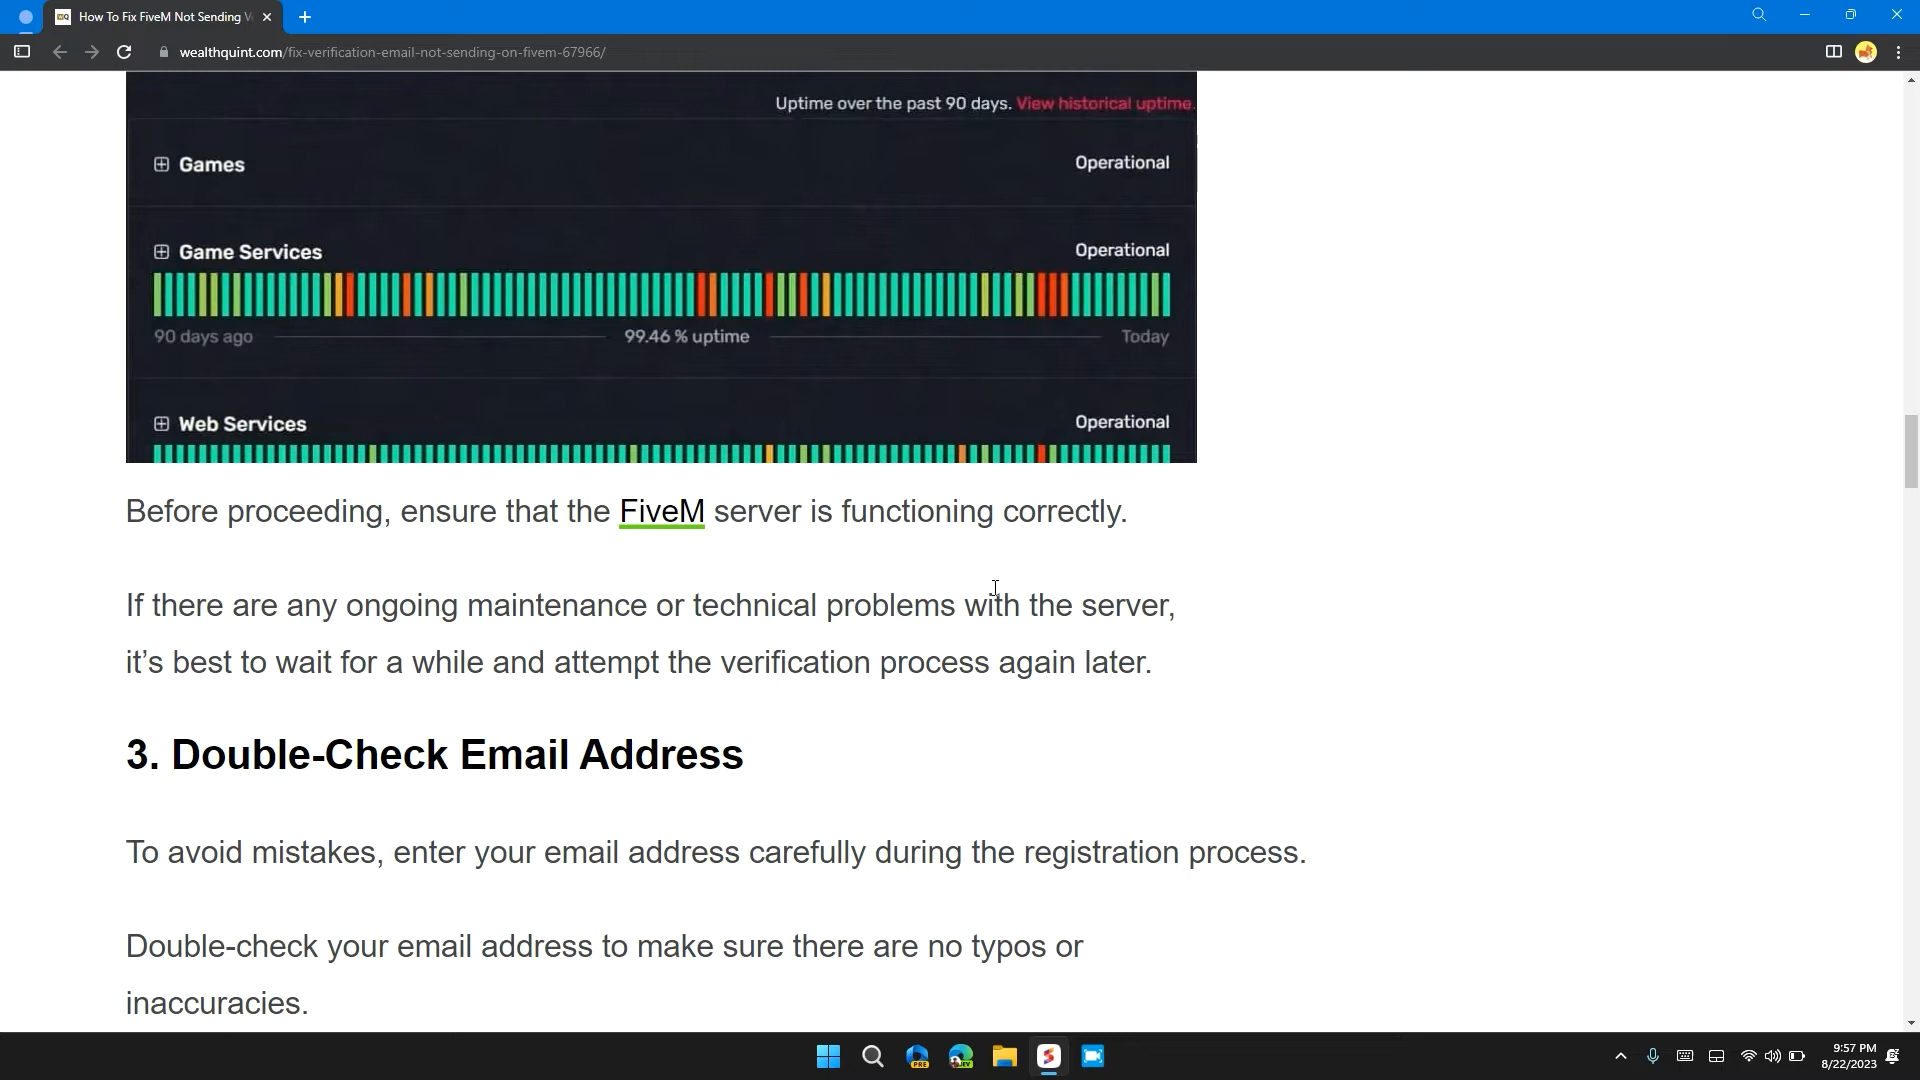 How To Fix FiveM Not Sending V
wealthquint.com/fix-verification-email-not-sending-on-fivem-67966/
Uptime over the past 90 days. View historical uptime.
Games Operational
Game Services Operational
90 days ago 99.46 % uptime Today
Web Services Operational
Before proceeding, ensure that the FiveM server is functioning correctly.
If there are any ongoing maintenance or technical problems with the server,
it’s best to wait for a while and attempt the verification process again later.
3. Double-Check Email Address
To avoid mistakes, enter your email address carefully during the registration process.
Double-check your email address to make sure there are no typos or
inaccuracies.
PRE
9:57 PM
8/22/2023